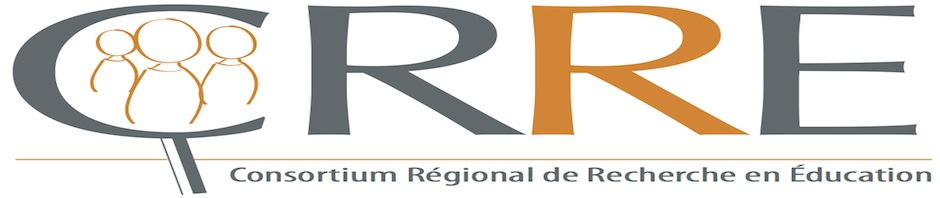 CRRE
Consortium Régional de Recherche en Éducation